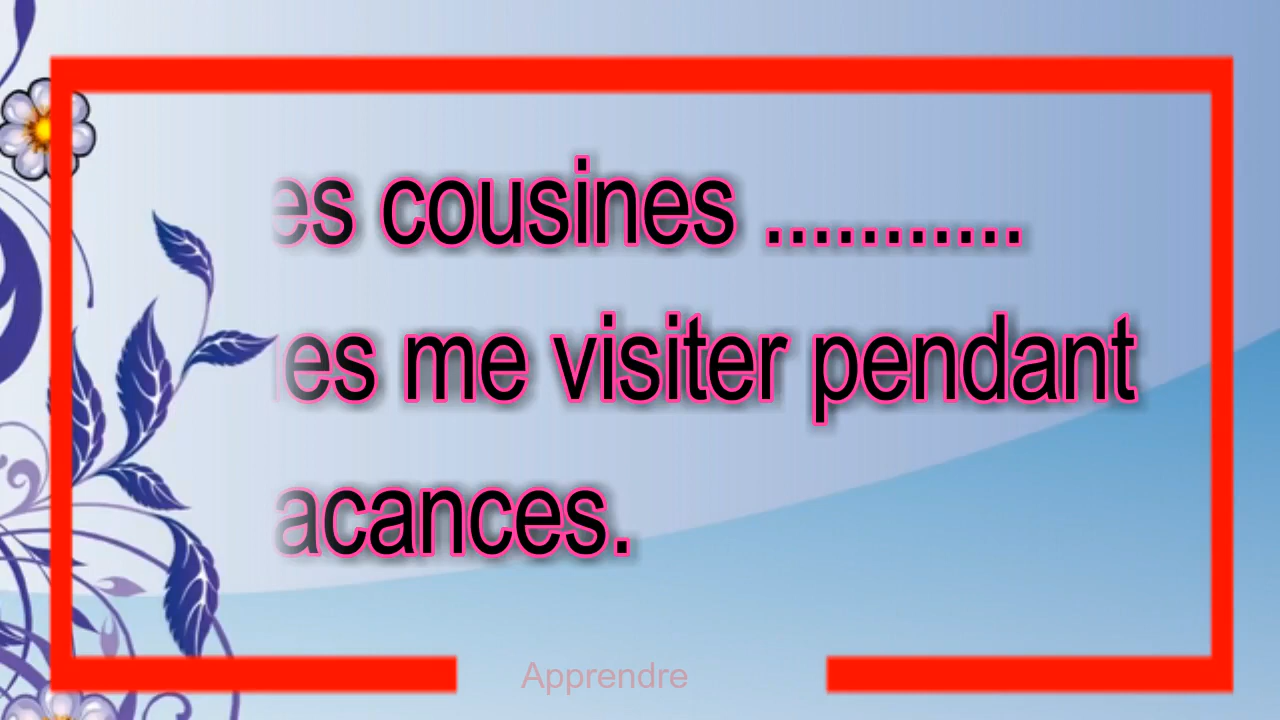 es cousines ...........
es me visiter pendant
acances.
Apprendre